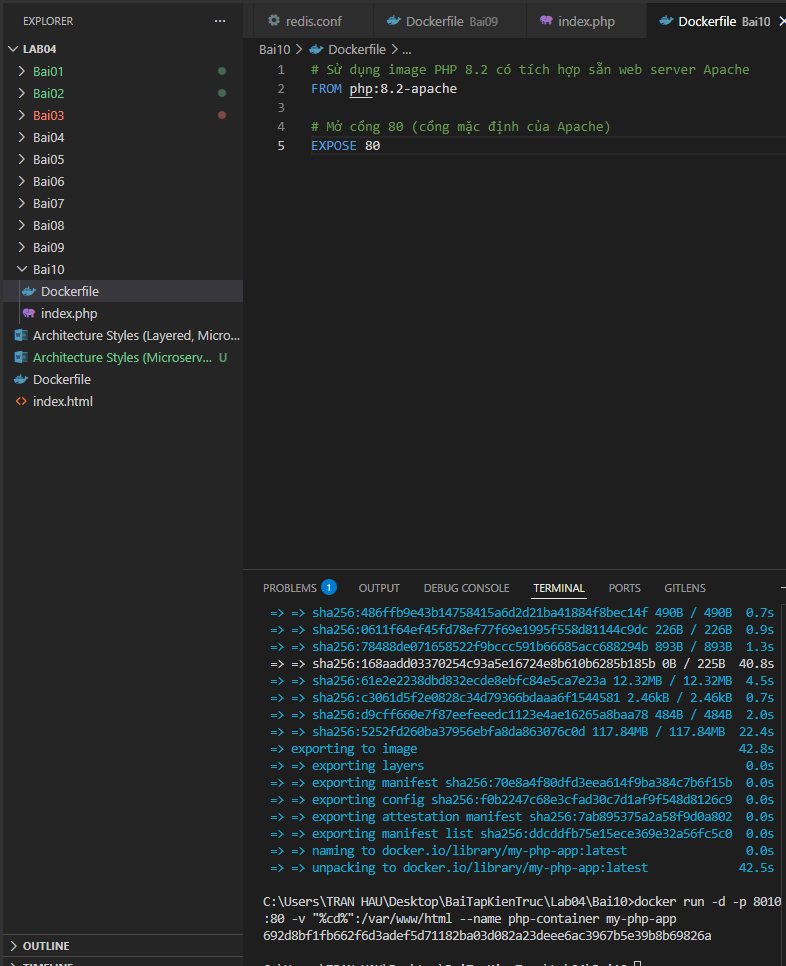 EXPLORER ...
redis.conf Dockerfile Bai09 index.php Dockerfile Bai10
LAB04
Bai10 > Dockerfile > ...
Bai01
Bai02
Bai03
Bai04
Bai05
Bai06
Bai07
Bai08
Bai09
Bai10
Dockerfile
index.php
Architecture Styles (Layered, Micro...
Architecture Styles (Microserv... U
Dockerfile
index.html
1 # Sử dụng image PHP 8.2 có tích hợp sẵn web server Apache
2 FROM php:8.2-apache
3
4 # Mở cổng 80 (cổng mặc định của Apache)
5 EXPOSE 80
PROBLEMS 1 OUTPUT DEBUG CONSOLE TERMINAL PORTS GITLENS
=> => sha256:486ffb9e43b14758415a6d2d21ba41884f8bec14f 490B / 490B 0.7s
=> => sha256:0611f64ef45fd78ef77f69e1995f558d81144c9dc 226B / 226B 0.9s
=> => sha256:78488de071658522f9bccc591b66685acc688294b 893B / 893B 1.3s
=> => sha256:168aadd03370254c93a5e16724e8b610b6285b185b 0B / 225B 40.8s
=> => sha256:61e2e2238dbd832ecde8ebfc84e5ca7e23a 12.32MB / 12.32MB 4.5s
=> => sha256:c3061d5f2e0828c34d79366bdaaa6f1544581 2.46kB / 2.46kB 0.7s
=> => sha256:d9cff660e7f87eefeeedc1123e4ae16265a8baa78 484B / 484B 2.0s
=> => sha256:5252fd260ba37956ebfa8da863076c0d 117.84MB / 117.84MB 22.4s
=> exporting to image 42.8s
=> => exporting layers 0.0s
=> => exporting manifest sha256:70e8a4f80dfd3eea614f9ba384c7b6f15b 0.0s
=> => exporting config sha256:f0b2247c68e3cfad30c7d1af9f548d8126c9 0.0s
=> => exporting attestation manifest sha256:7ab895375a2a58f9d0a802 0.0s
=> => exporting manifest list sha256:ddcddfb75e15ece369e32a56fc5c0 0.0s
=> => naming to docker.io/library/my-php-app:latest 0.0s
=> => unpacking to docker.io/library/my-php-app:latest 42.5s
C:\Users\TRAN HAU\Desktop\BaiTapKienTruc\Lab04\Bai10>docker run -d -p 8010
:80 -v "%cd%":/var/www/html --name php-container my-php-app
692d8bf1fb662f6d3adef5d71182ba03d082a23deee6ac3967b5e39b8b69826a
OUTLINE
TIMELINE